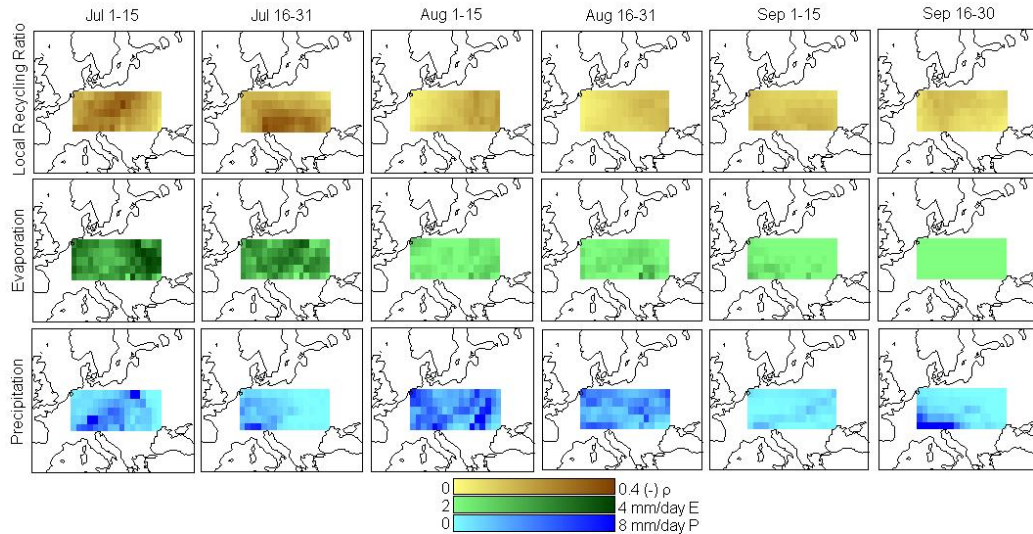 Jul 1-15 Jul 16-31 Aug 1-15 Aug 16-31 Sep 1-15 Sep 16-30
Local Recycling Ratio
Evaporation
Precipitation
0 0.4 (-) ρ
2 4 mm/day E
0 8 mm/day P